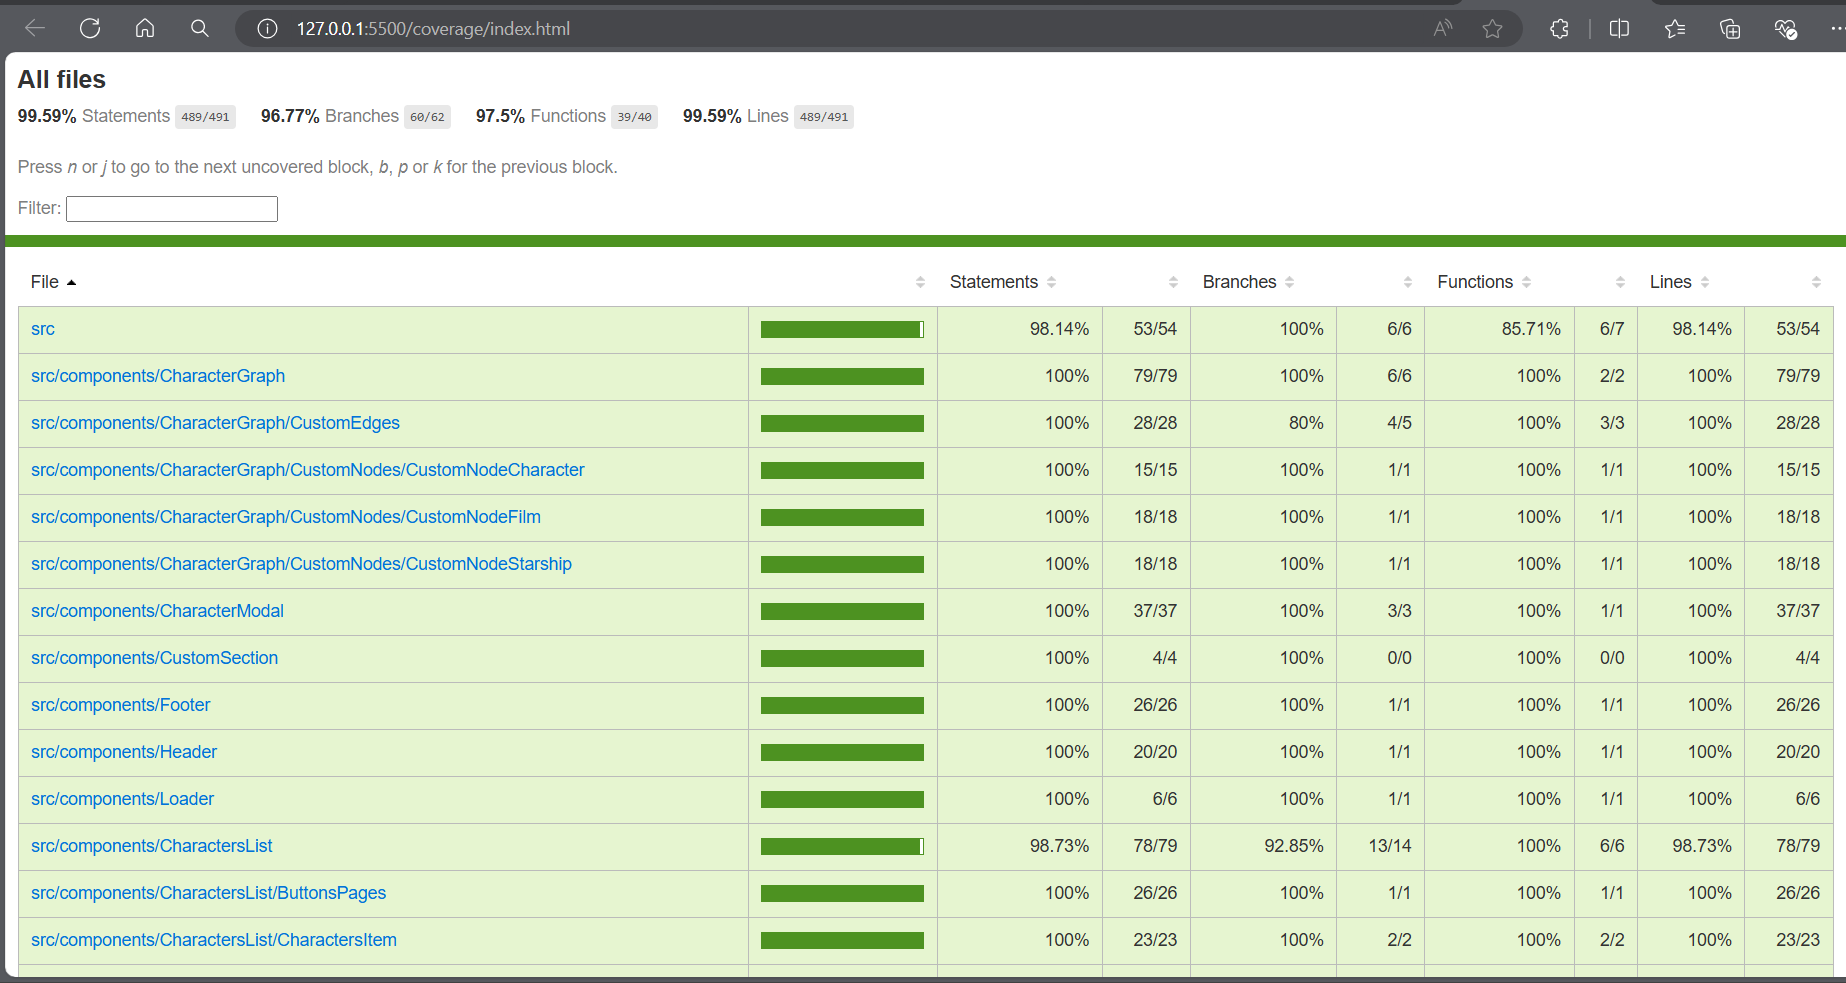 127.0.0.1:5500/coverage/index.html
All files
99.59% Statements 489/491 96.77% Branches 60/62 97.5% Functions 39/40 99.59% Lines 489/491
Press n or j to go to the next uncovered block, b, p or k for the previous block.
Filter:
File Statements Branches Functions Lines
src 98.14% 53/54 100% 6/6 85.71% 6/7 98.14% 53/54
src/components/CharacterGraph 100% 79/79 100% 6/6 100% 2/2 100% 79/79
src/components/CharacterGraph/CustomEdges 100% 28/28 80% 4/5 100% 3/3 100% 28/28
src/components/CharacterGraph/CustomNodes/CustomNodeCharacter 100% 15/15 100% 1/1 100% 1/1 100% 15/15
src/components/CharacterGraph/CustomNodes/CustomNodeFilm 100% 18/18 100% 1/1 100% 1/1 100% 18/18
src/components/CharacterGraph/CustomNodes/CustomNodeStarship 100% 18/18 100% 1/1 100% 1/1 100% 18/18
src/components/CharacterModal 100% 37/37 100% 3/3 100% 1/1 100% 37/37
src/components/CustomSection 100% 4/4 100% 0/0 100% 0/0 100% 4/4
src/components/Footer 100% 26/26 100% 1/1 100% 1/1 100% 26/26
src/components/Header 100% 20/20 100% 1/1 100% 1/1 100% 20/20
src/components/Loader 100% 6/6 100% 1/1 100% 1/1 100% 6/6
src/components/CharactersList 98.73% 78/79 92.85% 13/14 100% 6/6 98.73% 78/79
src/components/CharactersList/ButtonsPages 100% 26/26 100% 1/1 100% 1/1 100% 26/26
src/components/CharactersList/CharactersItem 100% 23/23 100% 2/2 100% 2/2 100% 23/23